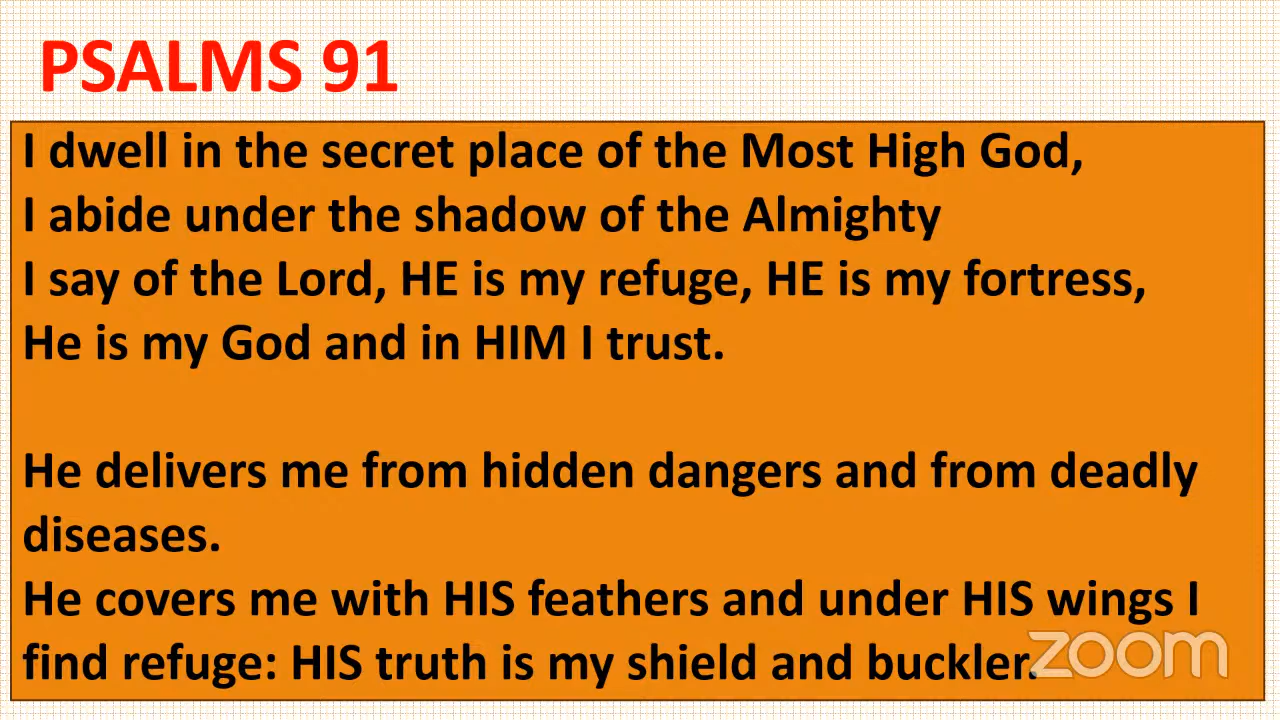 PSALMS 91
I dwell in the secret place of the Most High God,
I abide under the shadow of the Almighty
I say of the Lord, HE is my refuge, HE is my fortress,
He is my God and in HIM I trust.
He delivers me from hidden dangers and from deadly
diseases.
He covers me with HIS feathers and under HIS wings I
find refuge: HIS truth is my shield and buckler.
zoom